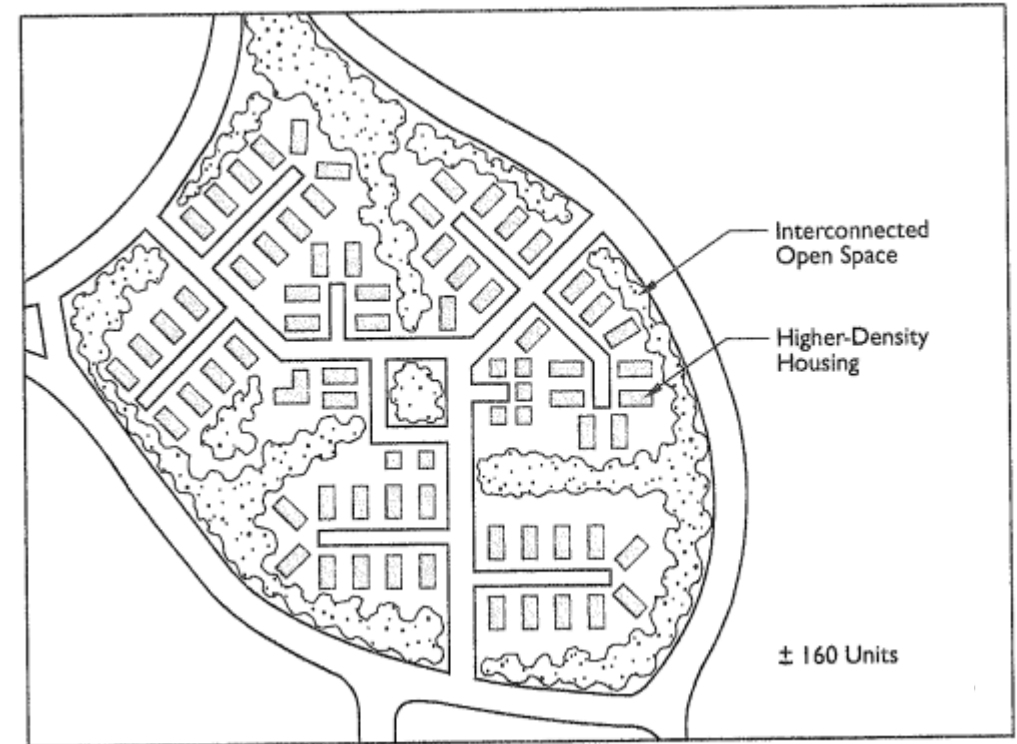 Interconnected
Open Space
Higher-Density
Housing
± 160 Units